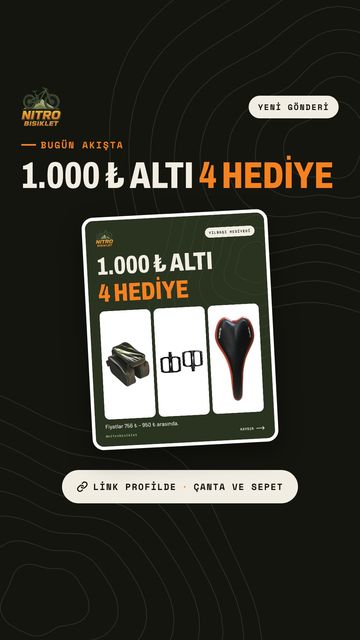 NITRO
BISIKLET
YENİ GÖNDERİ
BUGÜN AKIŞTA
1.000 ₺ ALTI 4 HEDİYE
NITRO
BISIKLET
YILBAŞI HEDİYESİ
1.000 ₺ ALTI
4 HEDİYE
Fiyatlar 756 ₺ – 950 ₺ arasında.
@nitrobisiklet
KAYDIR →
LİNK PROFİLDE · ÇANTA VE SEPET